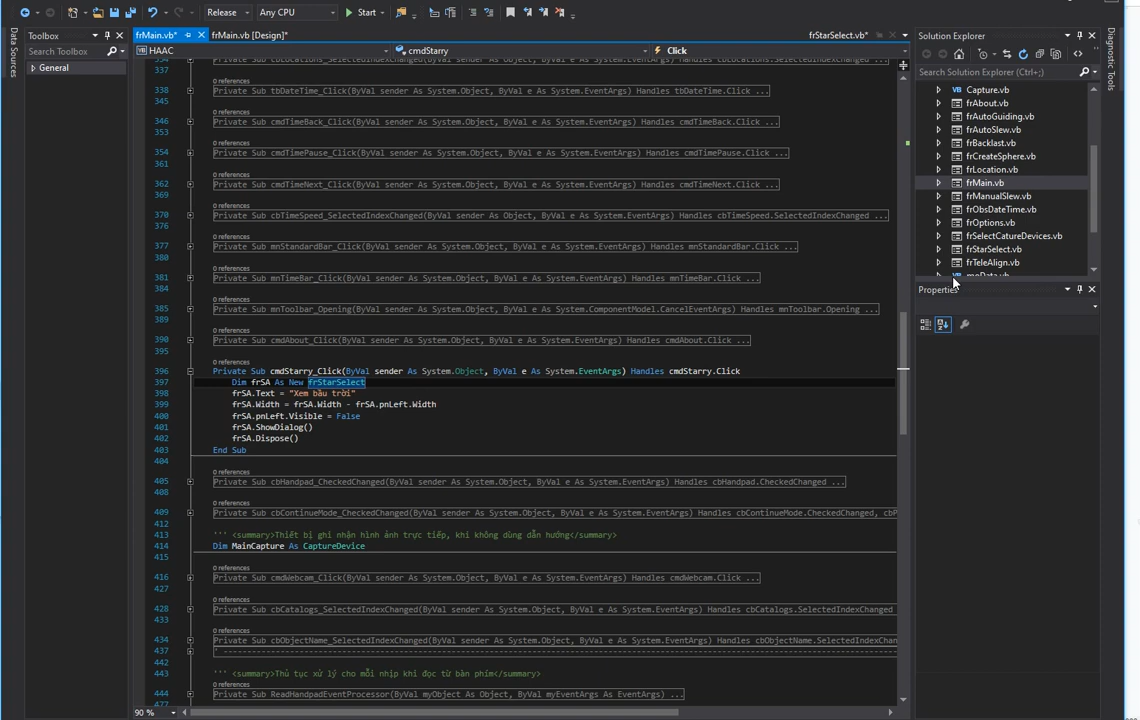 Release
Any CPU
Start
Data Sources
Toolbox
Search Toolbox
General
frMain.vb*
frMain.vb [Design]*
frStarSelect.vb*
HAAC
cmdStarry
Click
337
0 references
338 Private Sub tbDateTime_Click(ByVal sender As System.Object, ByVal e As System.EventArgs) Handles tbDateTime.Click ...
345
0 references
346 Private Sub cmdTimeBack_Click(ByVal sender As System.Object, ByVal e As System.EventArgs) Handles cmdTimeBack.Click ...
353
0 references
354 Private Sub cmdTimePause_Click(ByVal sender As System.Object, ByVal e As System.EventArgs) Handles cmdTimePause.Click ...
361
0 references
362 Private Sub cmdTimeNext_Click(ByVal sender As System.Object, ByVal e As System.EventArgs) Handles cmdTimeNext.Click ...
369
0 references
370 Private Sub cbTimeSpeed_SelectedIndexChanged(ByVal sender As System.Object, ByVal e As System.EventArgs) Handles cbTimeSpeed.SelectedIndexChanged ...
376
0 references
377 Private Sub mnStandardBar_Click(ByVal sender As System.Object, ByVal e As System.EventArgs) Handles mnStandardBar.Click ...
380
0 references
381 Private Sub mnTimeBar_Click(ByVal sender As System.Object, ByVal e As System.EventArgs) Handles mnTimeBar.Click ...
384
0 references
385 Private Sub mnToolbar_Opening(ByVal sender As System.Object, ByVal e As System.ComponentModel.CancelEventArgs) Handles mnToolbar.Opening ...
389
0 references
390 Private Sub cmdAbout_Click(ByVal sender As System.Object, ByVal e As System.EventArgs) Handles cmdAbout.Click ...
395
0 references
396 Private Sub cmdStarry_Click(ByVal sender As System.Object, ByVal e As System.EventArgs) Handles cmdStarry.Click
397 Dim frSA As New frStarSelect
398 frSA.Text = "Xem bầu trời"
399 frSA.Width = frSA.Width - frSA.pnLeft.Width
400 frSA.pnLeft.Visible = False
401 frSA.ShowDialog()
402 frSA.Dispose()
403 End Sub
404
0 references
405 Private Sub cbHandpad_CheckedChanged(ByVal sender As System.Object, ByVal e As System.EventArgs) Handles cbHandpad.CheckedChanged ...
408
0 references
409 Private Sub cbContinueMode_CheckedChanged(ByVal sender As System.Object, ByVal e As System.EventArgs) Handles cbContinueMode.CheckedChanged, cbP
412
413 ''' <summary>Thiết bị ghi nhận hình ảnh trực tiếp, khi không dùng dẫn hướng</summary>
414 Dim MainCapture As CaptureDevice
415
0 references
416 Private Sub cmdWebcam_Click(ByVal sender As System.Object, ByVal e As System.EventArgs) Handles cmdWebcam.Click ...
427
0 references
428 Private Sub cbCatalogs_SelectedIndexChanged(ByVal sender As System.Object, ByVal e As System.EventArgs) Handles cbCatalogs.SelectedIndexChanged
433
0 references
434 Private Sub cbObjectName_SelectedIndexChanged(ByVal sender As System.Object, ByVal e As System.EventArgs) Handles cbObjectName.SelectedIndexChan
437
442
443 ''' <summary>Thủ tục xử lý cho mỗi nhịp khi đọc từ bàn phím</summary>
0 references
444 Private Sub ReadHandpadEventProcessor(ByVal myObject As Object, ByVal myEventArgs As EventArgs) ...
90 %
Solution Explorer
Search Solution Explorer (Ctrl+;)
Capture.vb
frAbout.vb
frAutoGuiding.vb
frAutoSlew.vb
frBacklast.vb
frCreateSphere.vb
frLocation.vb
frMain.vb
frManualSlew.vb
frObsDateTime.vb
frOptions.vb
frSelectCatureDevices.vb
frStarSelect.vb
frTeleAlign.vb
Properties
Diagnostic Tools